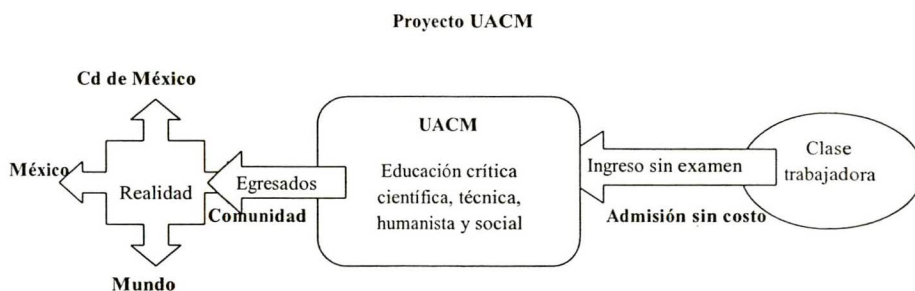 Proyecto UACM
Cd de México
México
Realidad
Mundo
Egresados
Comunidad
UACM
Educación crítica
científica, técnica,
humanista y social
Ingreso sin examen
Admisión sin costo
Clase
trabajadora